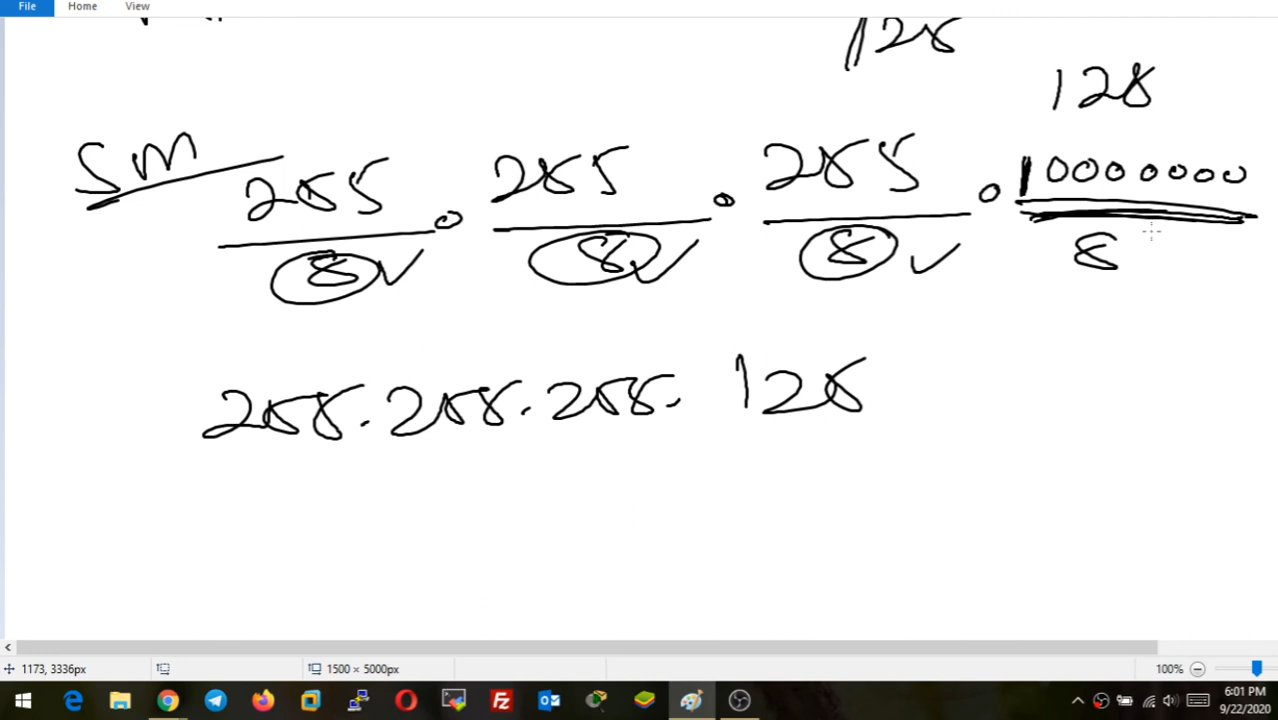 File Home View
128
128
SM 255 . 255 . 255 . 10000000
8 8 8 8
255.255.255. 128
1173, 3336px 1500 × 5000px 100%
6:01 PM
9/22/2020